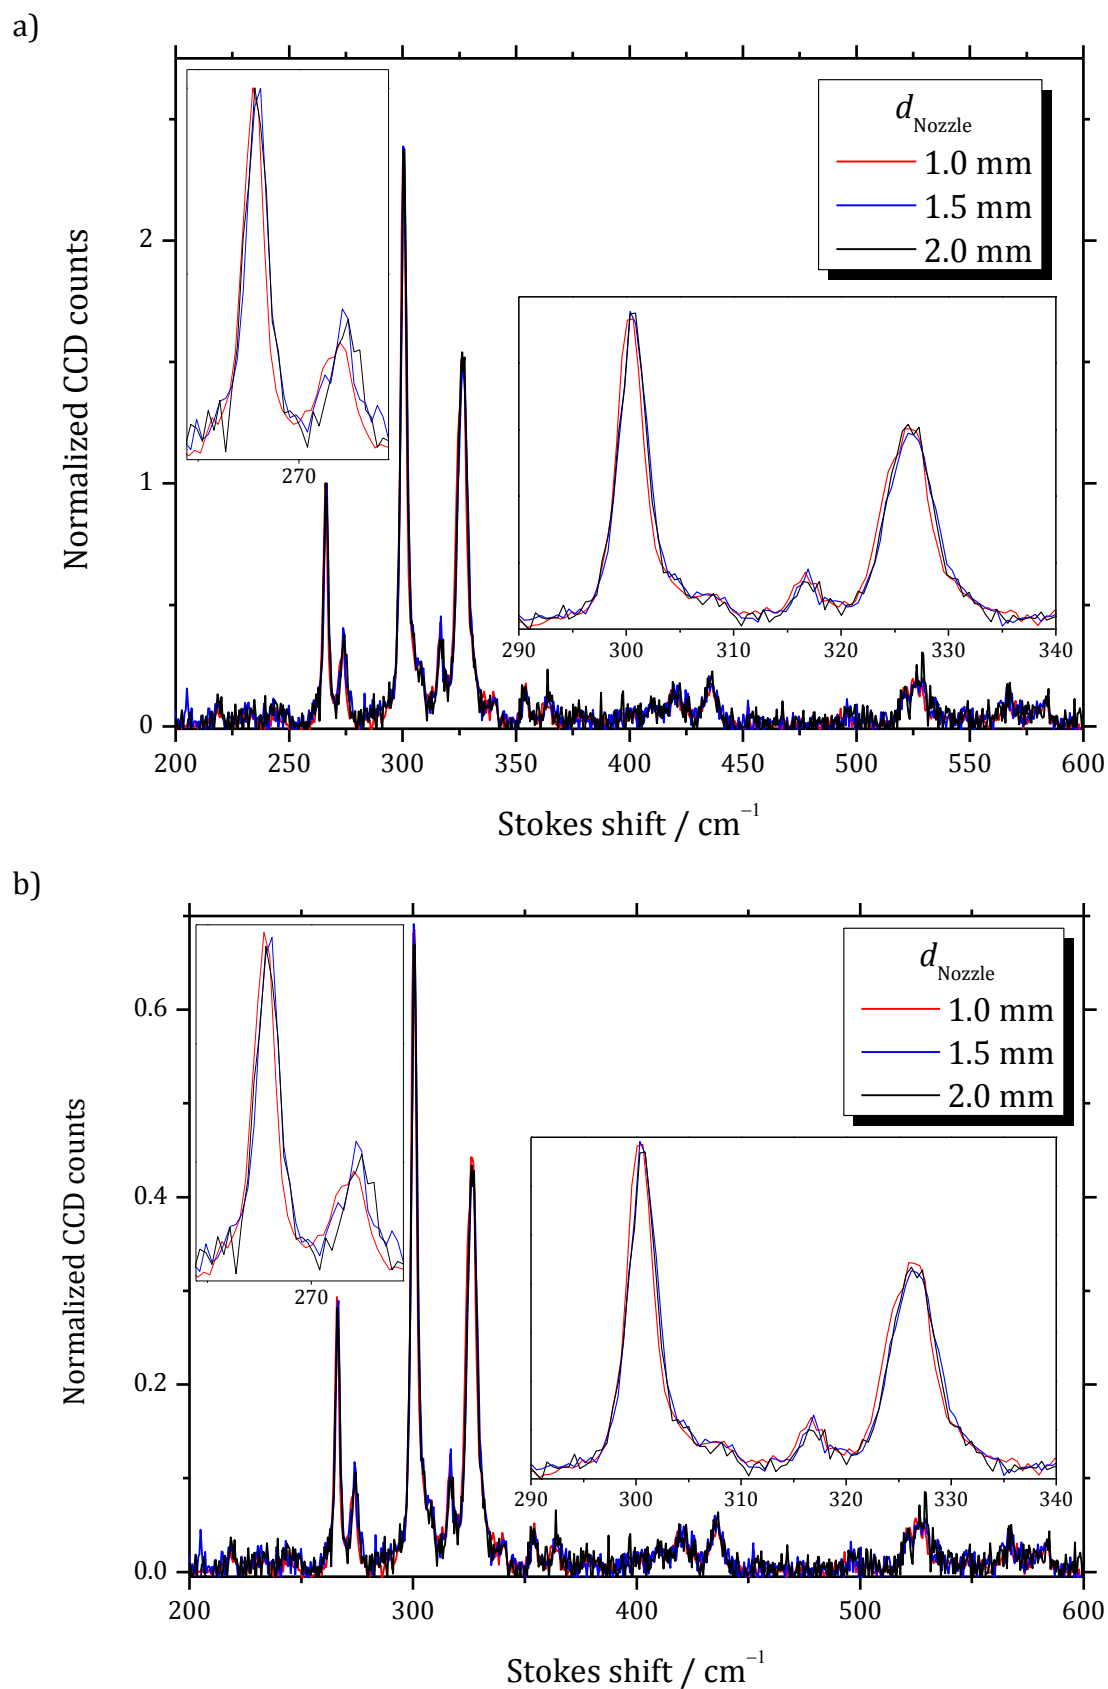 a)
d_Nozzle
1.0 mm
1.5 mm
2.0 mm
2
1
0
Normalized CCD counts
270
290 300 310 320 330 340
200 250 300 350 400 450 500 550 600
Stokes shift / cm⁻¹
b)
d_Nozzle
1.0 mm
1.5 mm
2.0 mm
0.6
0.4
0.2
0.0
Normalized CCD counts
270
290 300 310 320 330 340
200 300 400 500 600
Stokes shift / cm⁻¹